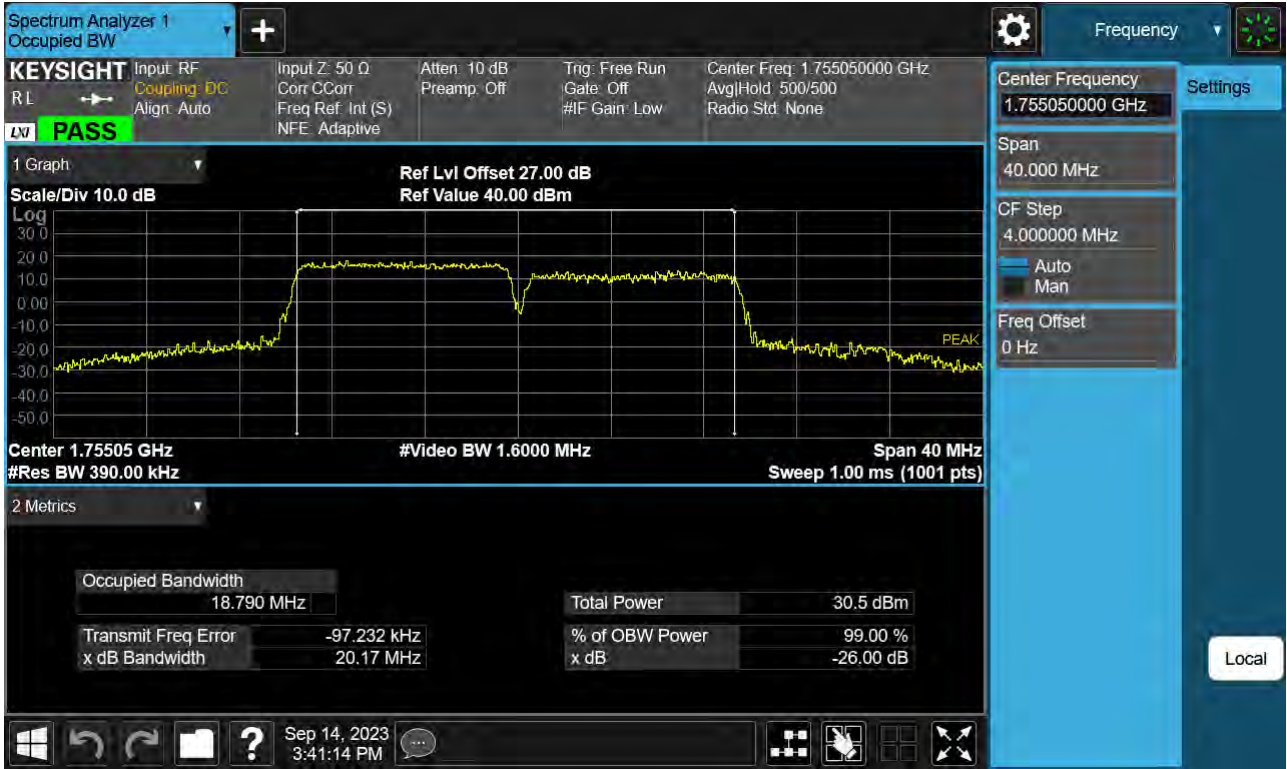 Spectrum Analyzer 1
Occupied BW
+
Frequency
KEYSIGHT
RL
LXI PASS
Input: RF
Coupling: DC
Align: Auto
Input Z: 50 Ω
Corr CCorr
Freq Ref: Int (S)
NFE: Adaptive
Atten: 10 dB
Preamp: Off
Trig: Free Run
Gate: Off
#IF Gain: Low
Center Freq: 1.755050000 GHz
Avg|Hold: 500/500
Radio Std: None
1 Graph
Scale/Div 10.0 dB
Ref Lvl Offset 27.00 dB
Ref Value 40.00 dBm
Log
30.0
20.0
10.0
0.00
-10.0
-20.0
-30.0
-40.0
-50.0
PEAK
Center 1.75505 GHz
#Video BW 1.6000 MHz
Span 40 MHz
#Res BW 390.00 kHz
Sweep 1.00 ms (1001 pts)
2 Metrics
Occupied Bandwidth
18.790 MHz
Total Power 30.5 dBm
Transmit Freq Error -97.232 kHz
% of OBW Power 99.00 %
x dB Bandwidth 20.17 MHz
x dB -26.00 dB
Center Frequency
1.755050000 GHz
Settings
Span
40.000 MHz
CF Step
4.000000 MHz
Auto
Man
Freq Offset
0 Hz
Local
?
Sep 14, 2023
3:41:14 PM